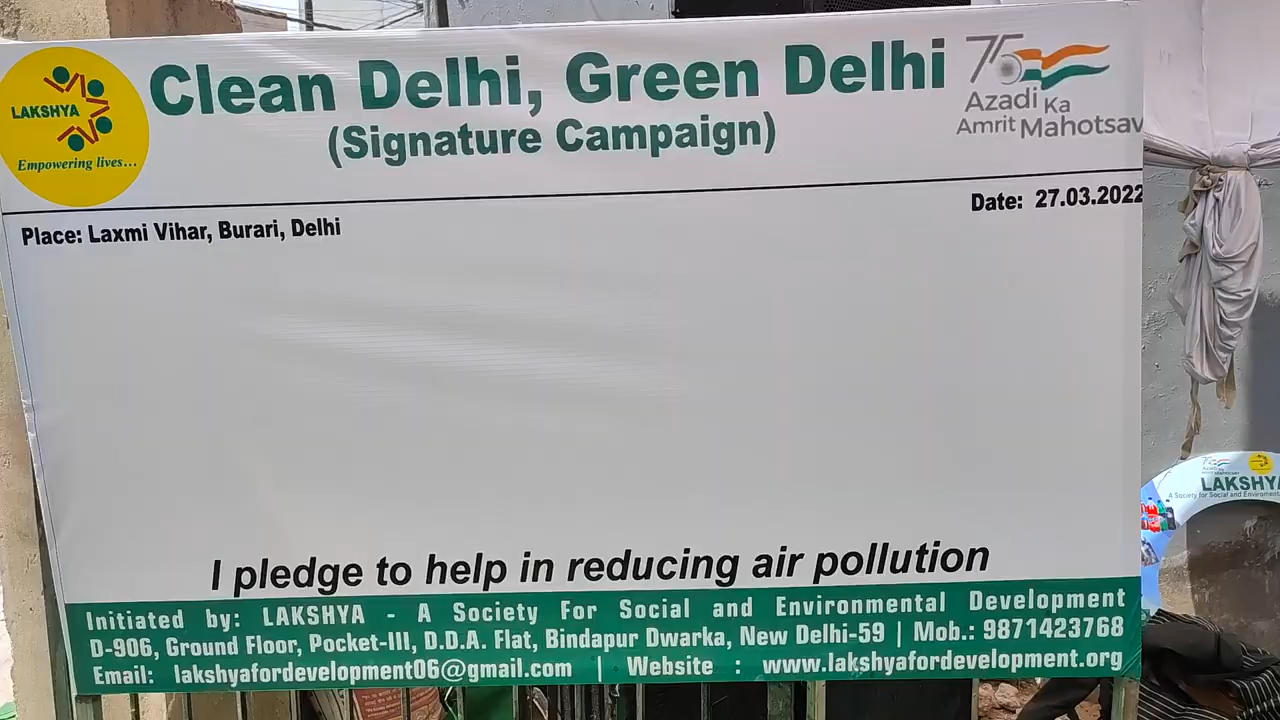 LAKSHYA
Empowering lives...
Clean Delhi, Green Delhi
(Signature Campaign)
75
Azadi Ka
Amrit Mahotsav
Date: 27.03.2022
Place: Laxmi Vihar, Burari, Delhi
I pledge to help in reducing air pollution
Initiated by: LAKSHYA - A Society For Social and Environmental Development
D-906, Ground Floor, Pocket-III, D.D.A. Flat, Bindapur Dwarka, New Delhi-59 | Mob.: 9871423768
Email: lakshyafordevelopment06@gmail.com | Website : www.lakshyafordevelopment.org
LAKSHYA
A Society for Social and